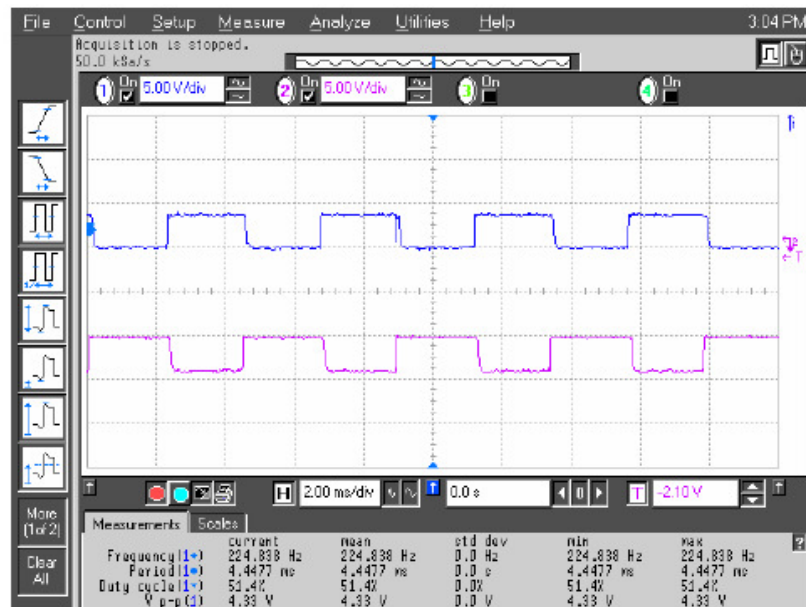 File Control Setup Measure Analyze Utilities Help 3:04 PM
Acquisition is stopped.
50.0 kSa/s
1 On 5.00 V/div 2 On 5.00 V/div 3 On 4 On
T
H 2.00 ms/div 0.0 s 0 T -2.10 V
More
(1of2)
Clear
All
Measurements Scales
current mean std dev min max
Frequency(1) 224.838 Hz 224.838 Hz 0.0 Hz 224.838 Hz 224.838 Hz
Period(1) 4.4477 ms 4.4477 ms 0.0 s 4.4477 ms 4.4477 ms
Duty cycle(1) 51.4% 51.4% 0.0% 51.4% 51.4%
V p-p(1) 4.33 V 4.33 V 0.0 V 4.33 V 4.33 V
?